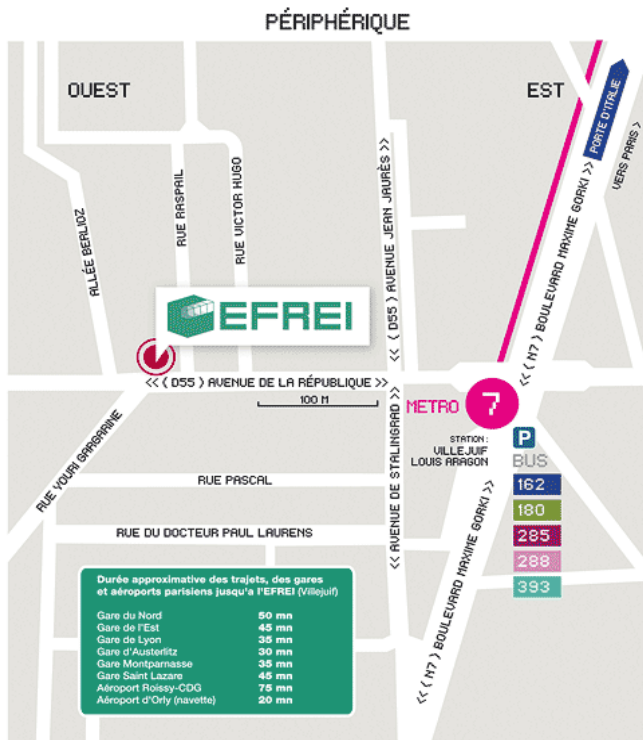 PÉRIPHÉRIQUE
OUEST
EST
PORTE D'ITALIE
VERS PARIS >
ALLÉE BERLIOZ
RUE RASPAIL
RUE VICTOR HUGO
<< (D55) AVENUE JEAN JAURÈS >>
<< (N7) BOULEVARD MAXIME GORKI >>
EFREI
<< (D55) AVENUE DE LA RÉPUBLIQUE >>
100 M
METRO 7
STATION :
VILLEJUIF
LOUIS ARAGON
P
BUS
162
180
285
288
393
RUE YOURI GARGARINE
<< AVENUE DE STALINGRAD >>
RUE PASCAL
RUE DU DOCTEUR PAUL LAURENS
<< (N7) BOULEVARD MAXIME GORKI >>
Durée approximative des trajets, des gares
et aéroports parisiens jusqu'a l'EFREI (Villejuif)
Gare du Nord 50 mn
Gare de l'Est 45 mn
Gare de Lyon 35 mn
Gare d'Austerlitz 30 mn
Gare Montparnasse 35 mn
Gare Saint Lazare 45 mn
Aéroport Roissy-CDG 75 mn
Aéroport d'Orly (navette) 20 mn